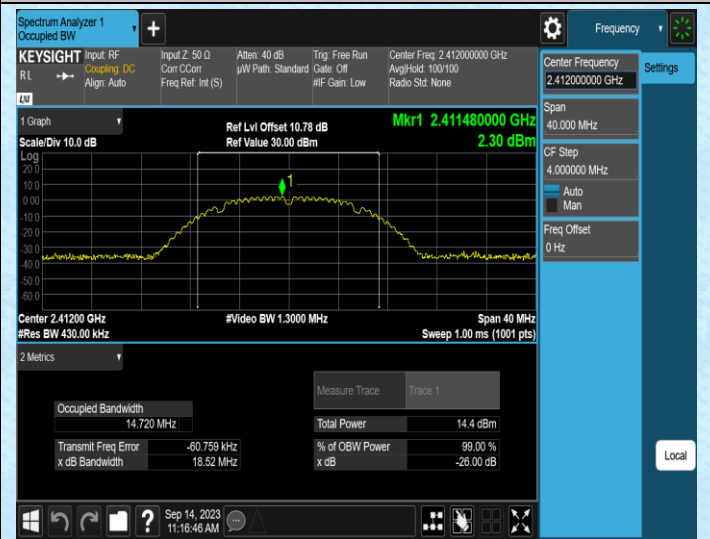 Spectrum Analyzer 1
Occupied BW
Frequency
KEYSIGHT
RL
LXI
Input: RF
Coupling: DC
Align: Auto
Input Z: 50 Ω
Corr CCorr
Freq Ref: Int (S)
Atten: 40 dB
µW Path: Standard
Trig: Free Run
Gate: Off
#IF Gain: Low
Center Freq: 2.412000000 GHz
Avg|Hold: 100/100
Radio Std: None
Center Frequency
2.412000000 GHz
Settings
Span
40.000 MHz
CF Step
4.000000 MHz
Auto
Man
Freq Offset
0 Hz
Local
1 Graph
Scale/Div 10.0 dB
Ref Lvl Offset 10.78 dB
Ref Value 30.00 dBm
Mkr1 2.411480000 GHz
2.30 dBm
Log
20.0
10.0
0.00
-10.0
-20.0
-30.0
-40.0
-50.0
-60.0
1
Center 2.41200 GHz
#Res BW 430.00 kHz
#Video BW 1.3000 MHz
Span 40 MHz
Sweep 1.00 ms (1001 pts)
2 Metrics
Measure Trace Trace 1
Occupied Bandwidth
14.720 MHz
Total Power 14.4 dBm
Transmit Freq Error -60.759 kHz
% of OBW Power 99.00 %
x dB Bandwidth 18.52 MHz
x dB -26.00 dB
?
Sep 14, 2023
11:16:46 AM